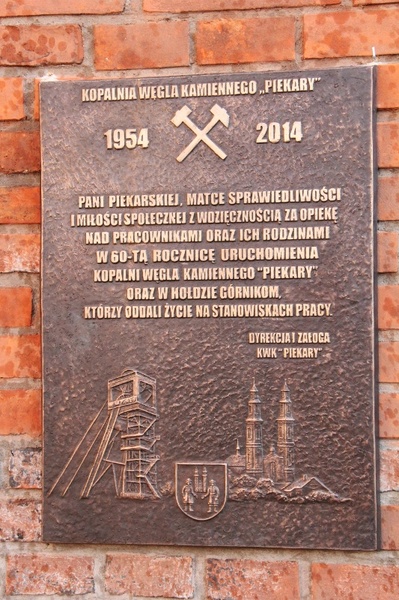 KOPALNIA WĘGLA KAMIENNEGO „PIEKARY”
1954 2014
PANI PIEKARSKIEJ, MATCE SPRAWIEDLIWOŚCI
I MIŁOŚCI SPOŁECZNEJ Z WDZIĘCZNOŚCIĄ ZA OPIEKĘ
NAD PRACOWNIKAMI ORAZ ICH RODZINAMI
W 60-TĄ ROCZNICĘ URUCHOMIENIA
KOPALNI WĘGLA KAMIENNEGO "PIEKARY"
ORAZ W HOŁDZIE GÓRNIKOM,
KTÓRZY ODDALI ŻYCIE NA STANOWISKACH PRACY.
DYREKCJA I ZAŁOGA
KWK "PIEKARY"